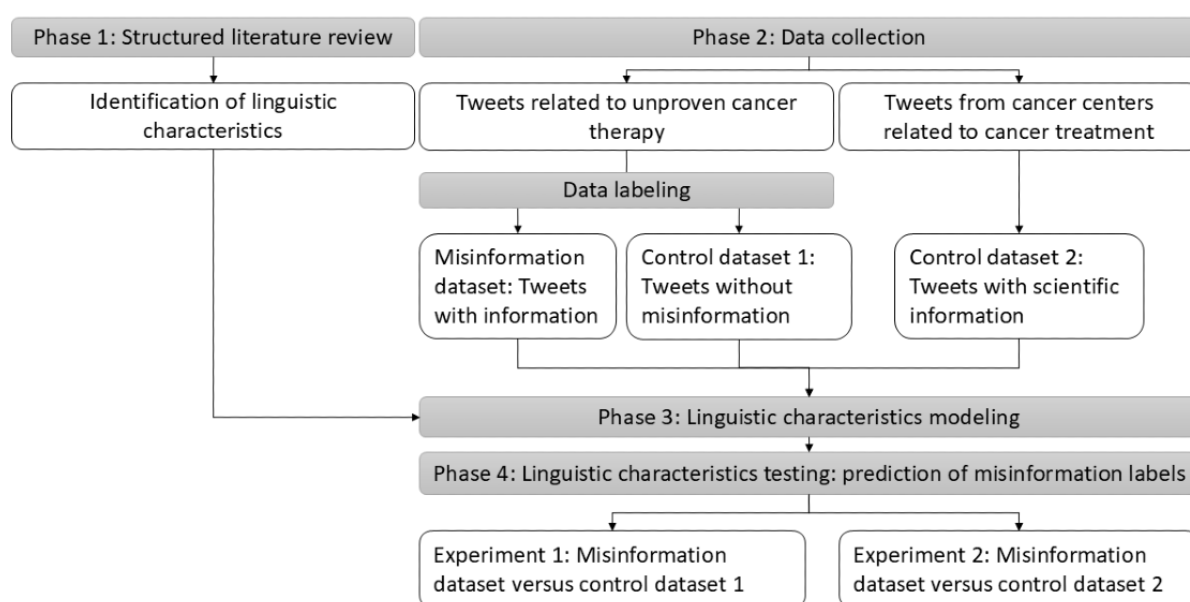 Phase 1: Structured literature review
Phase 2: Data collection
Identification of linguistic
characteristics
Tweets related to unproven cancer
therapy
Tweets from cancer centers
related to cancer treatment
Data labeling
Misinformation
dataset: Tweets
with information
Control dataset 1:
Tweets without
misinformation
Control dataset 2:
Tweets with scientific
information
Phase 3: Linguistic characteristics modeling
Phase 4: Linguistic characteristics testing: prediction of misinformation labels
Experiment 1: Misinformation
dataset versus control dataset 1
Experiment 2: Misinformation
dataset versus control dataset 2